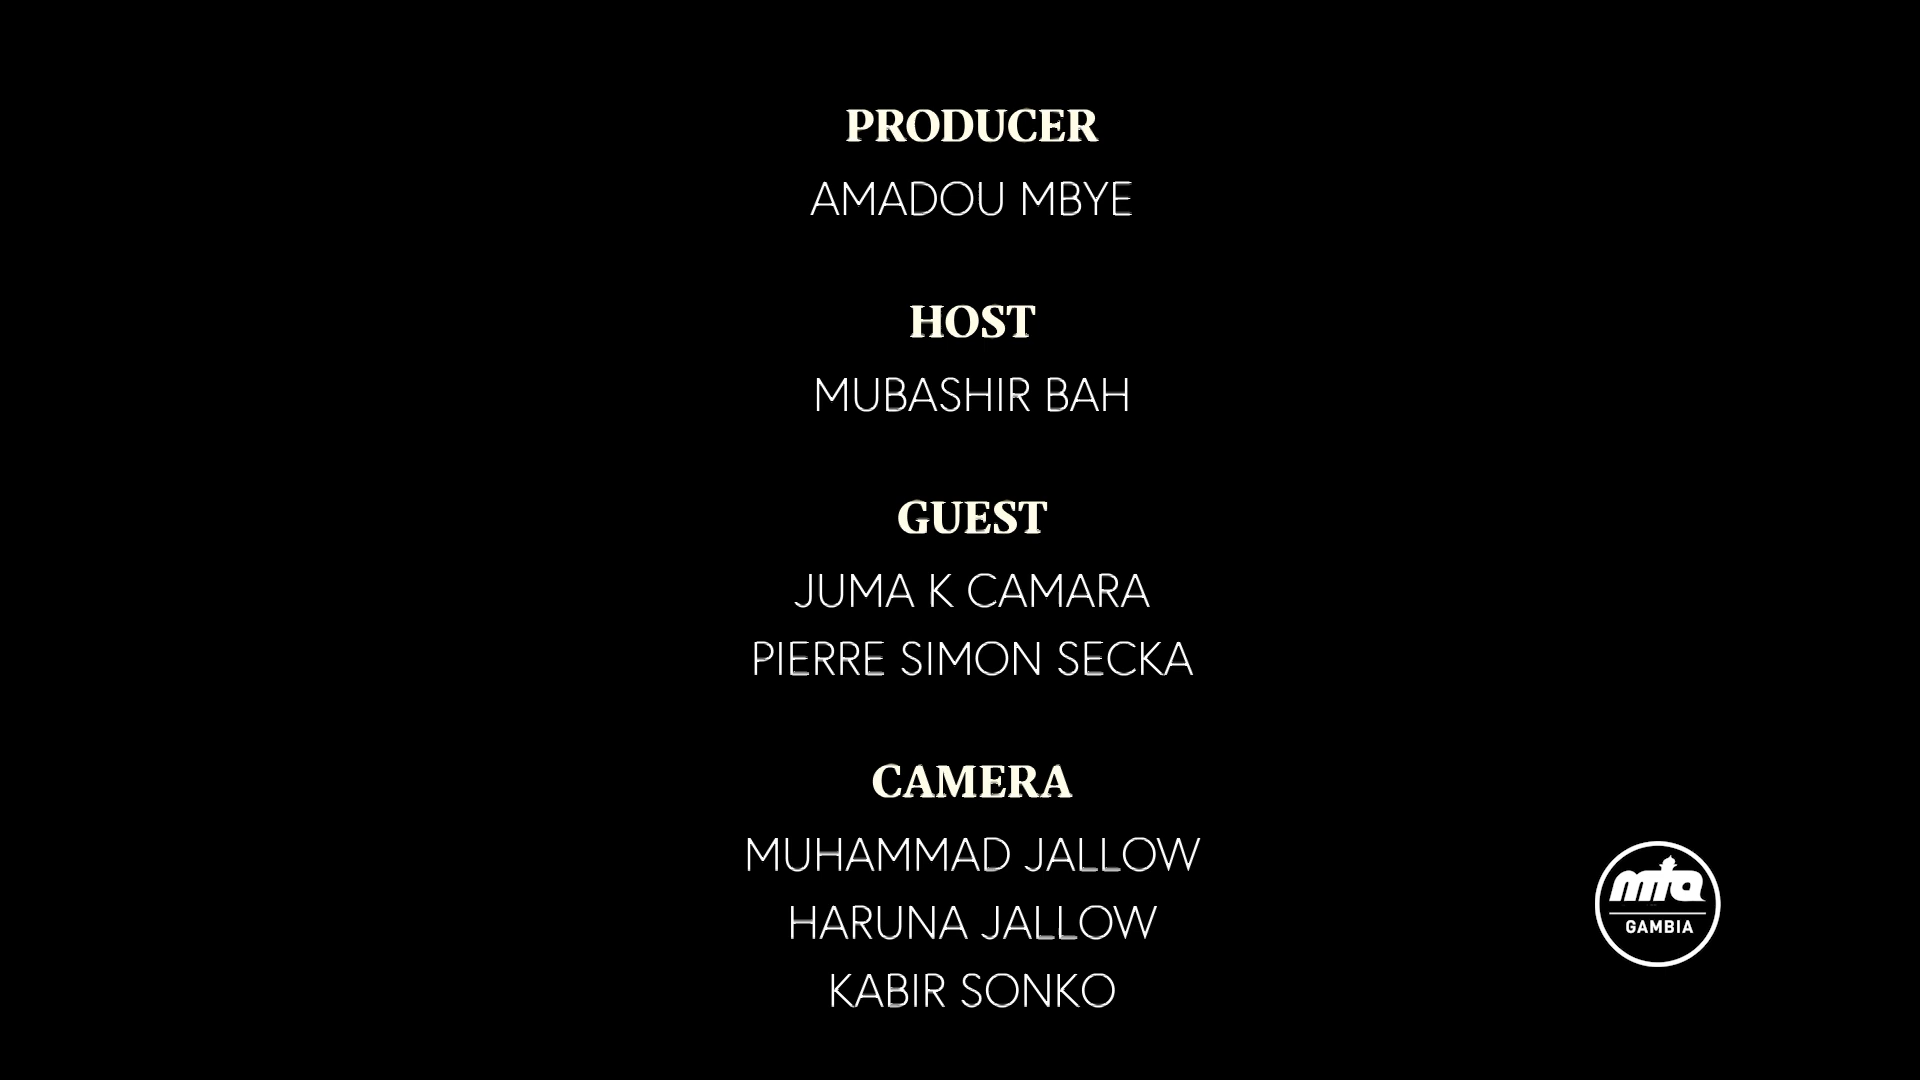 PRODUCER
AMADOU MBYE
HOST
MUBASHIR BAH
GUEST
JUMA K CAMARA
PIERRE SIMON SECKA
CAMERA
MUHAMMAD JALLOW
HARUNA JALLOW
KABIR SONKO
mta
GAMBIA